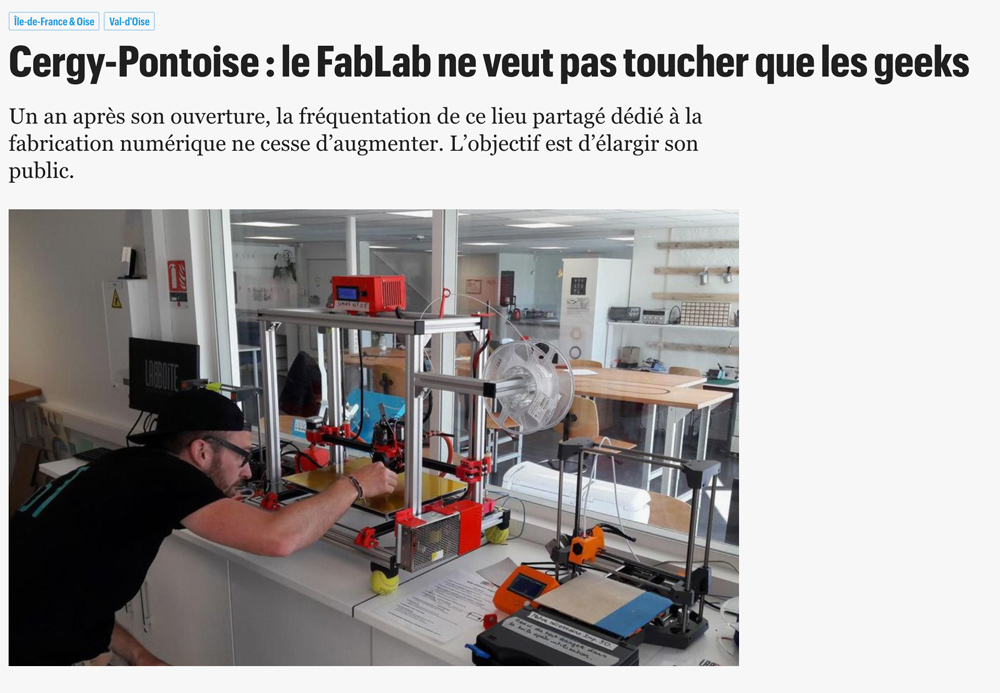 Île-de-France & Oise
Val-d'Oise
Cergy-Pontoise : le FabLab ne veut pas toucher que les geeks
Un an après son ouverture, la fréquentation de ce lieu partagé dédié à la
fabrication numérique ne cesse d’augmenter. L’objectif est d’élargir son
public.
LABBOITE